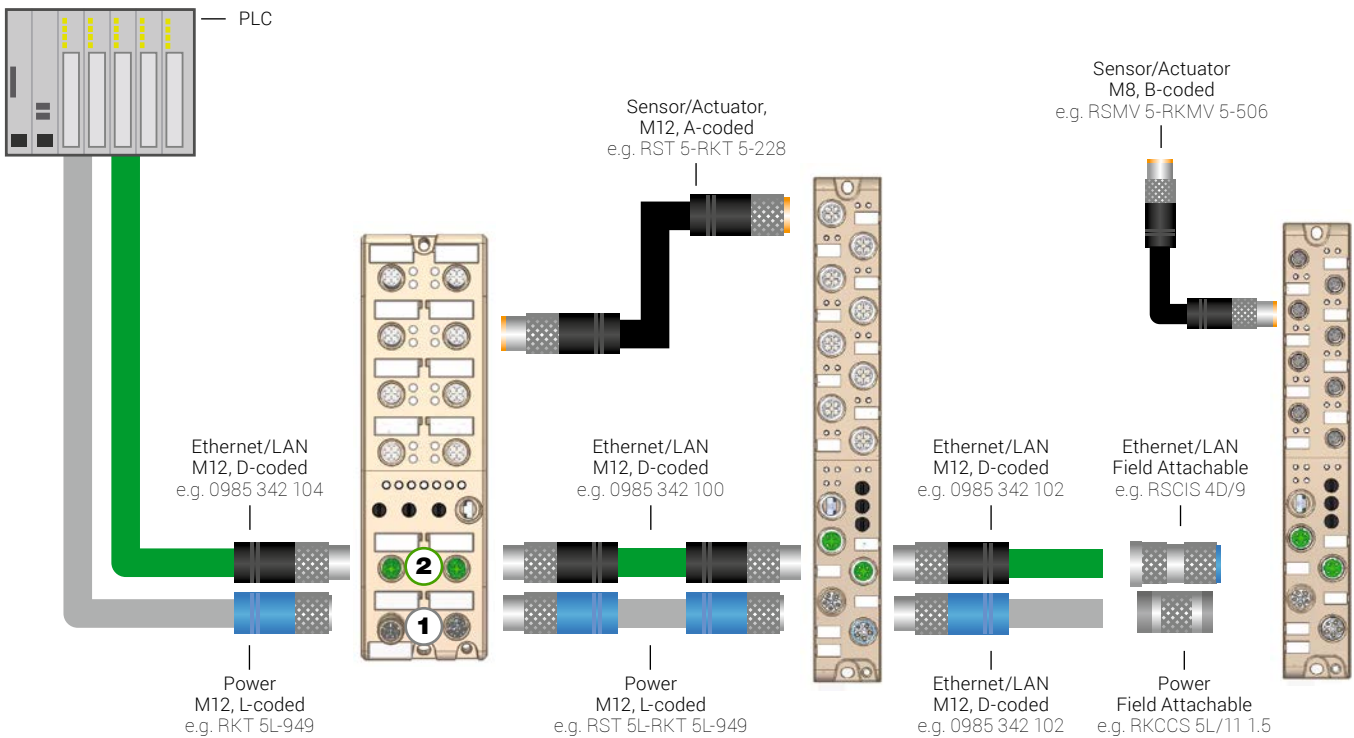 PLC
Sensor/Actuator
M8, B-coded
e.g. RSMV 5-RKMV 5-506
Sensor/Actuator,
M12, A-coded
e.g. RST 5-RKT 5-228
Ethernet/LAN
M12, D-coded
e.g. 0985 342 104
Ethernet/LAN
M12, D-coded
e.g. 0985 342 100
Ethernet/LAN
M12, D-coded
e.g. 0985 342 102
Ethernet/LAN
Field Attachable
e.g. RSCIS 4D/9
2
1
Power
M12, L-coded
e.g. RKT 5L-949
Power
M12, L-coded
e.g. RST 5L-RKT 5L-949
Ethernet/LAN
M12, D-coded
e.g. 0985 342 102
Power
Field Attachable
e.g. RKCCS 5L/11 1.5